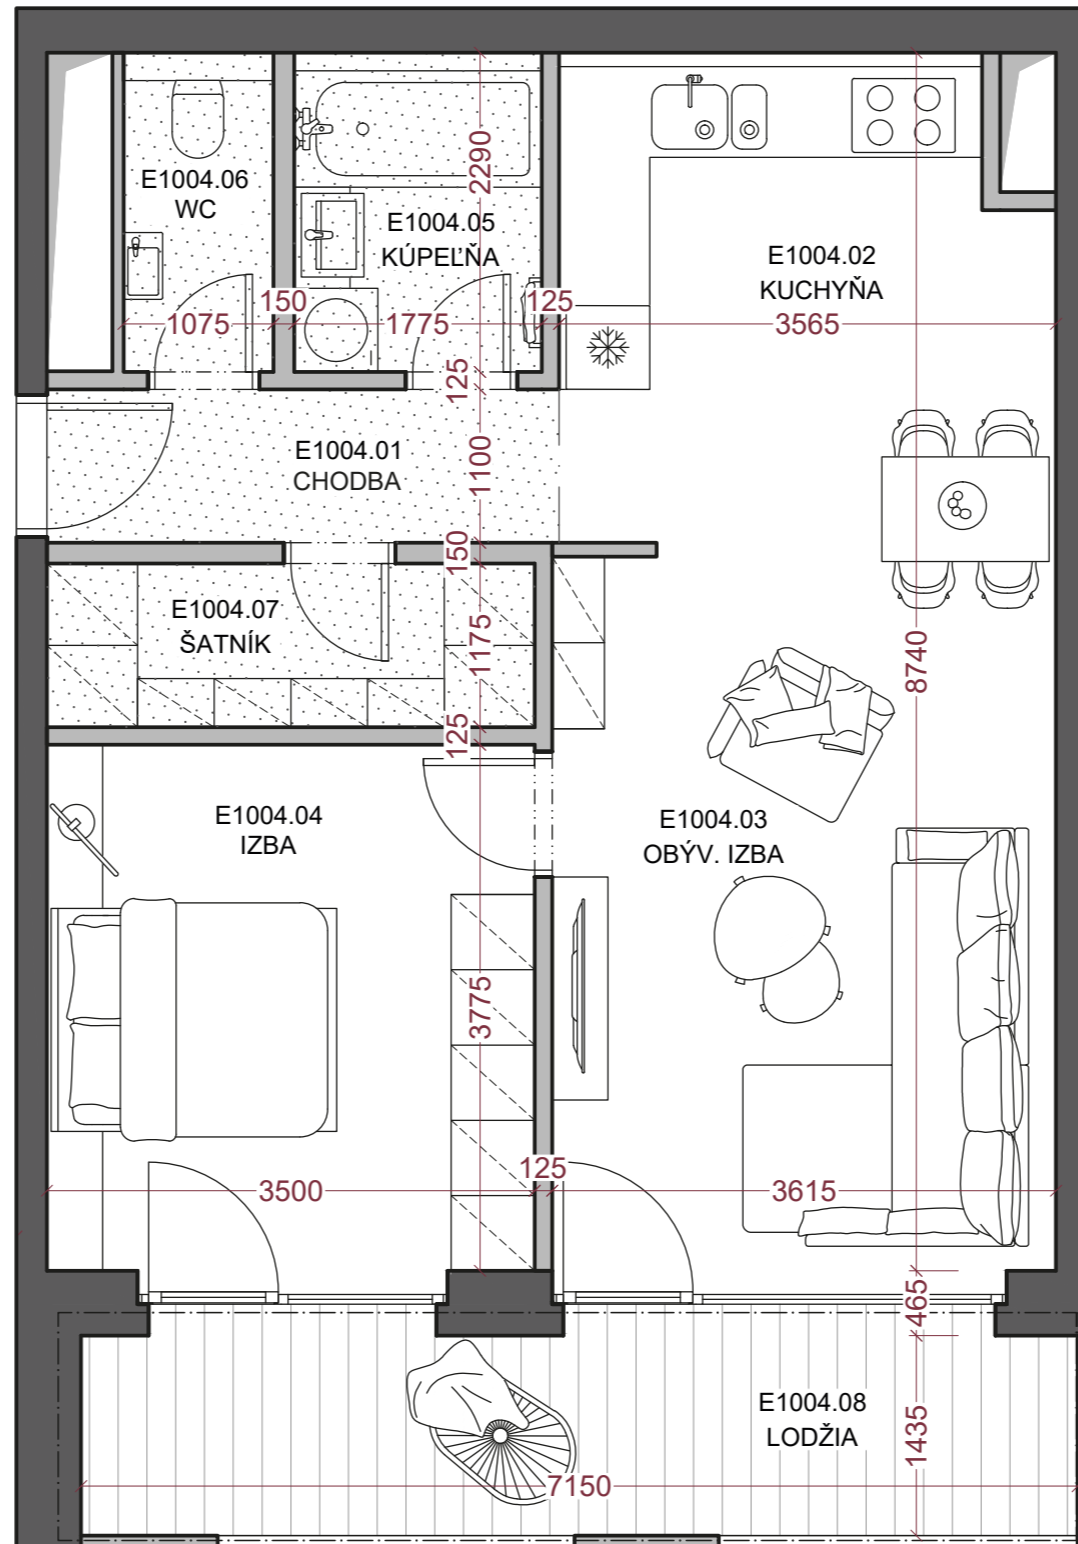 E1004.06
WC
2290
E1004.05
KÚPEĽŇA
E1004.02
KUCHYŇA
150
125
1075
1775
3565
125
E1004.01
CHODBA
1100
150
E1004.07
ŠATNÍK
1175
8740
125
E1004.04
IZBA
E1004.03
OBÝV. IZBA
3775
125
3500
3615
465
E1004.08
LODŽIA
1435
7150